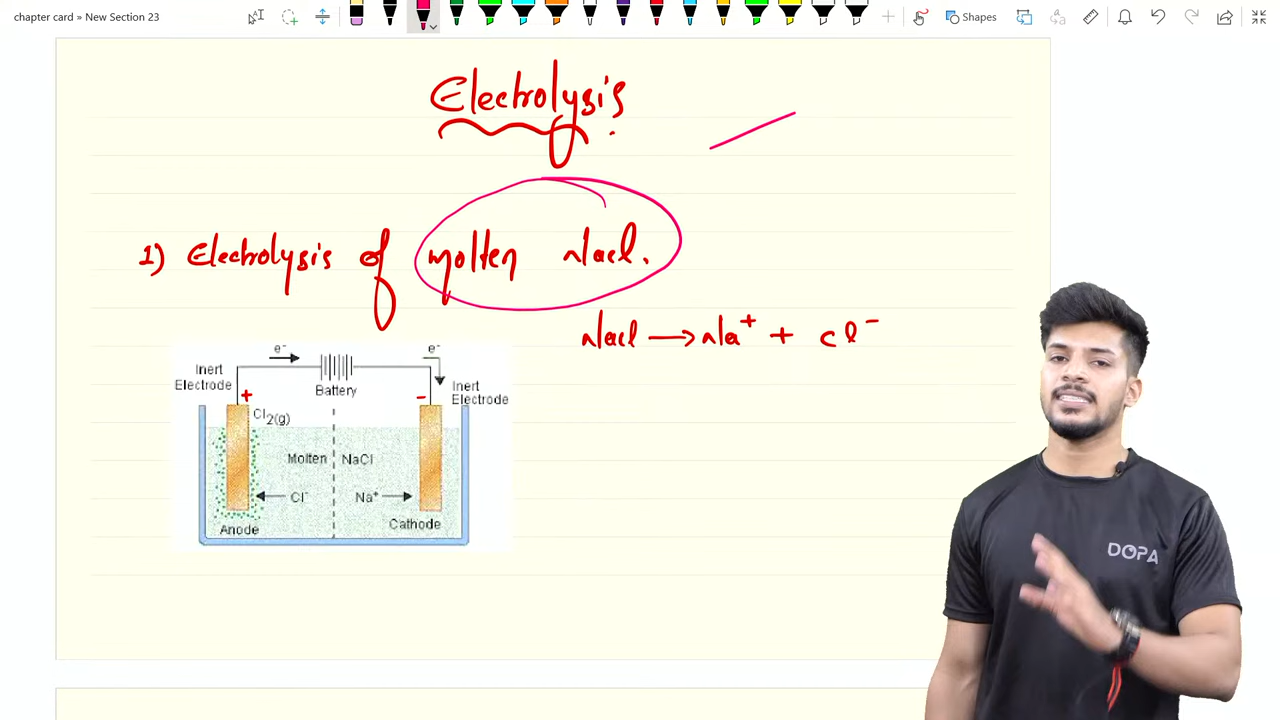 chapter card » New Section 23
Shapes
Electrolysis
1) Electrolysis of molten Nacl.
Nacl → Na⁺ + cl⁻
e⁻ e⁻
Inert
Electrode
Battery
Inert
Electrode
+ -
Cl2(g)
Molten NaCl
Cl⁻ Na⁺
Anode Cathode
DOPA